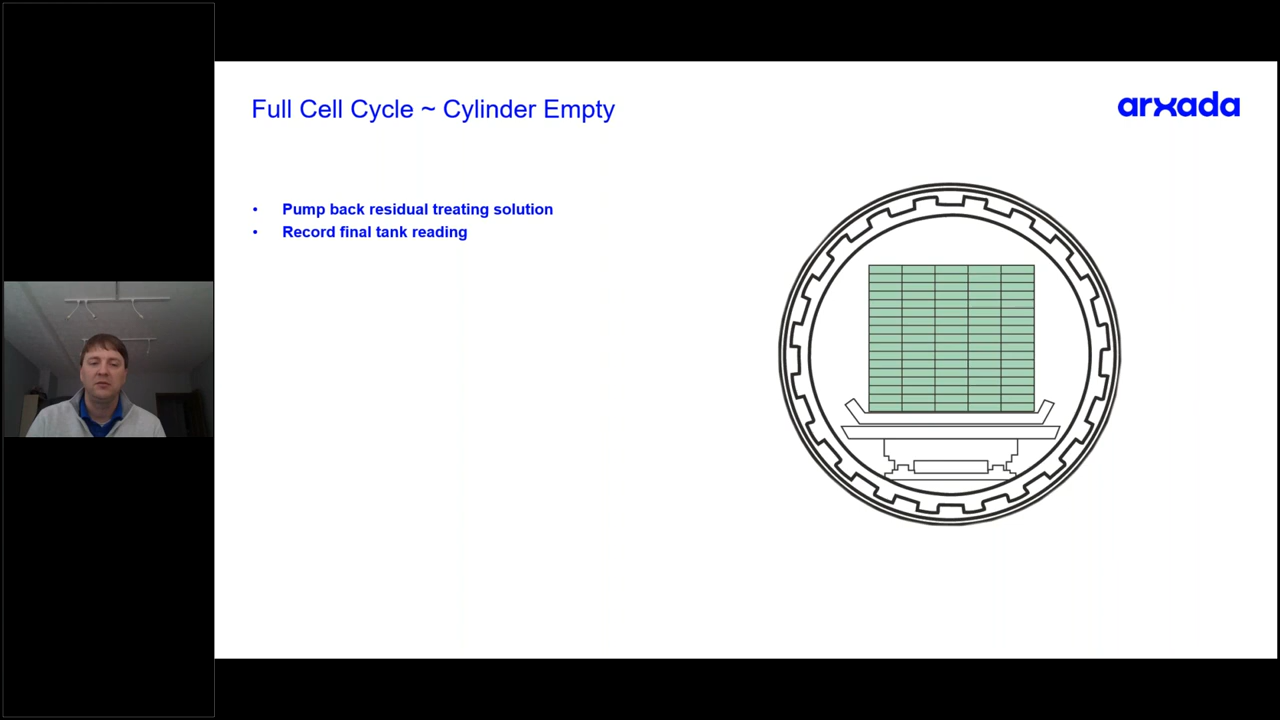 Full Cell Cycle ~ Cylinder Empty
arxada
• Pump back residual treating solution
• Record final tank reading